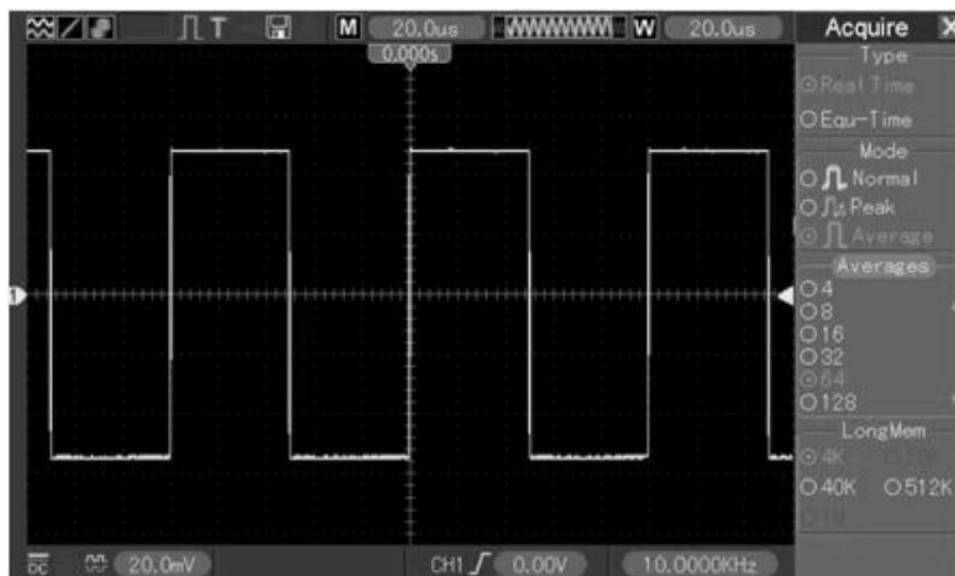 T M 20.0us W 20.0us Acquire X
0.000s
Type
Real Time
Equ-Time
Mode
Normal
Peak
Average
Averages
1
4
8
16
32
64
128
LongMem
4K
40K 512K
DC 20.0mV CH1 0.00V 10.0000KHz